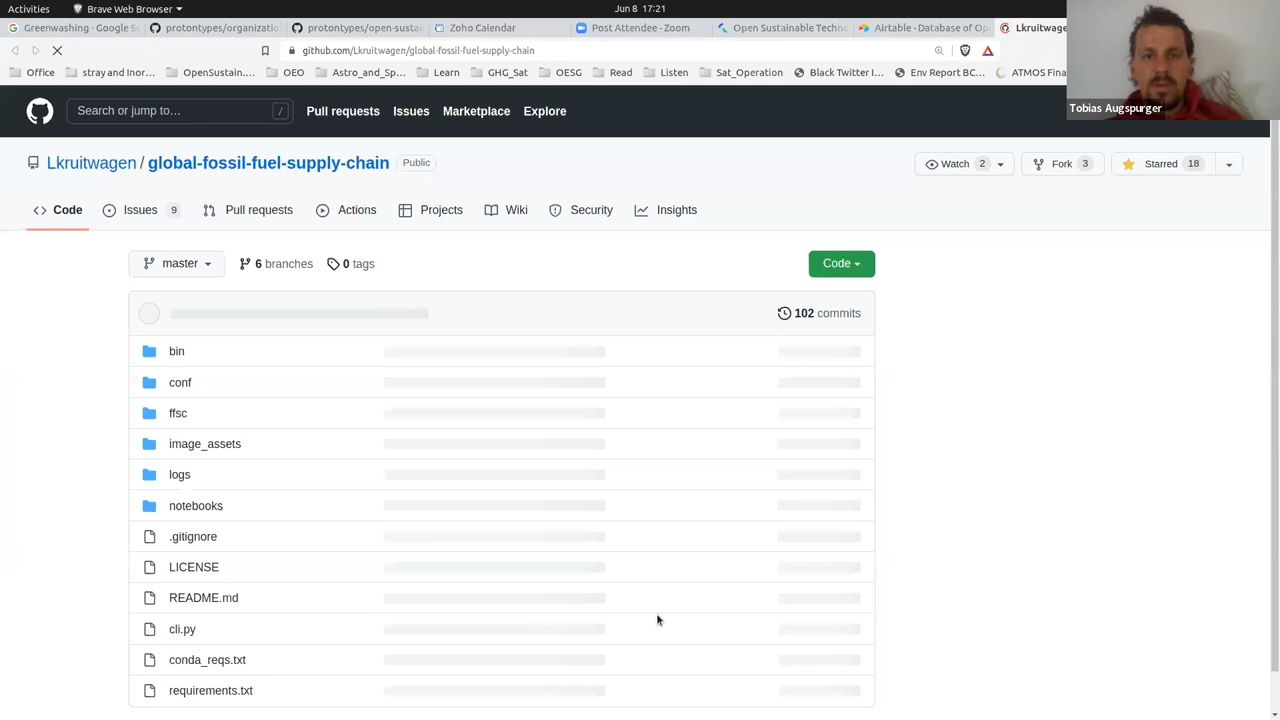 Activities Brave Web Browser Jun 8 17:21
Greenwashing - Google S protontypes/organizatio protontypes/open-susta Zoho Calendar Post Attendee - Zoom Open Sustainable Techn Airtable - Database of Op Lkruitwage
github.com/Lkruitwagen/global-fossil-fuel-supply-chain
Office stray and Inor... OpenSustain.... OEO Astro_and_Sp... Learn GHG_Sat OESG Read Listen Sat_Operation Black Twitter I... Env Report BC... ATMOS Fina
Tobias Augspurger
Search or jump to... / Pull requests Issues Marketplace Explore
Lkruitwagen / global-fossil-fuel-supply-chain Public Watch 2 Fork 3 Starred 18
Code Issues 9 Pull requests Actions Projects Wiki Security Insights
master 6 branches 0 tags Code
102 commits
bin
conf
ffsc
image_assets
logs
notebooks
.gitignore
LICENSE
README.md
cli.py
conda_reqs.txt
requirements.txt